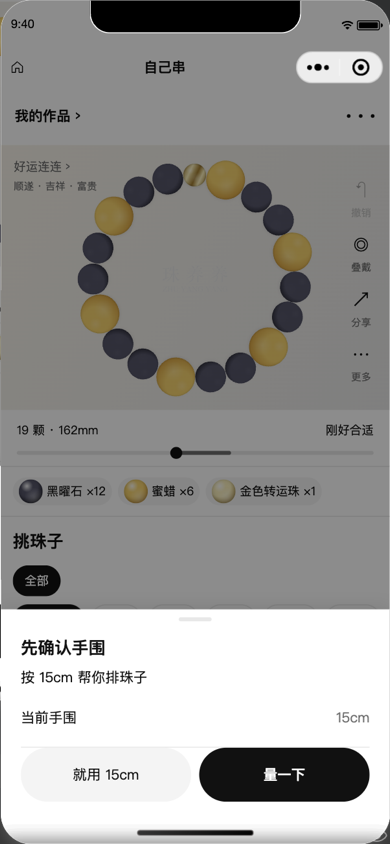 9:40
自己串
我的作品 ›
好运连连 ›
顺遂 · 吉祥 · 富贵
撤销
叠戴
分享
更多
19 颗 · 162mm
刚好合适
黑曜石 ×12
蜜蜡 ×6
金色转运珠 ×1
挑珠子
全部
先确认手围
按 15cm 帮你排珠子
当前手围
15cm
就用 15cm
量一下